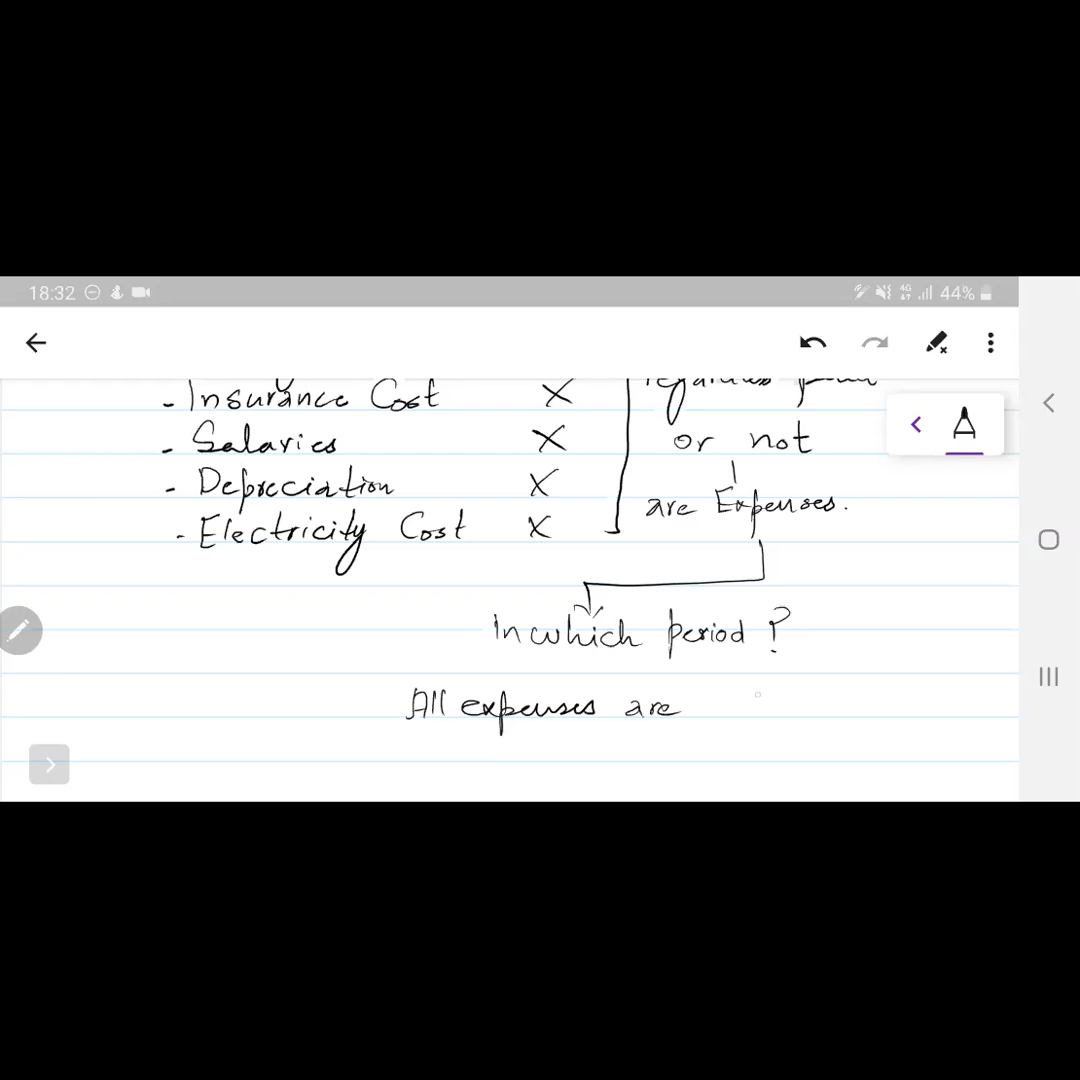 18:32 44%
- Insurance Cost X
- Salaries X or not
- Depreciation X are Expenses.
- Electricity Cost X
In which period ?
All expenses are